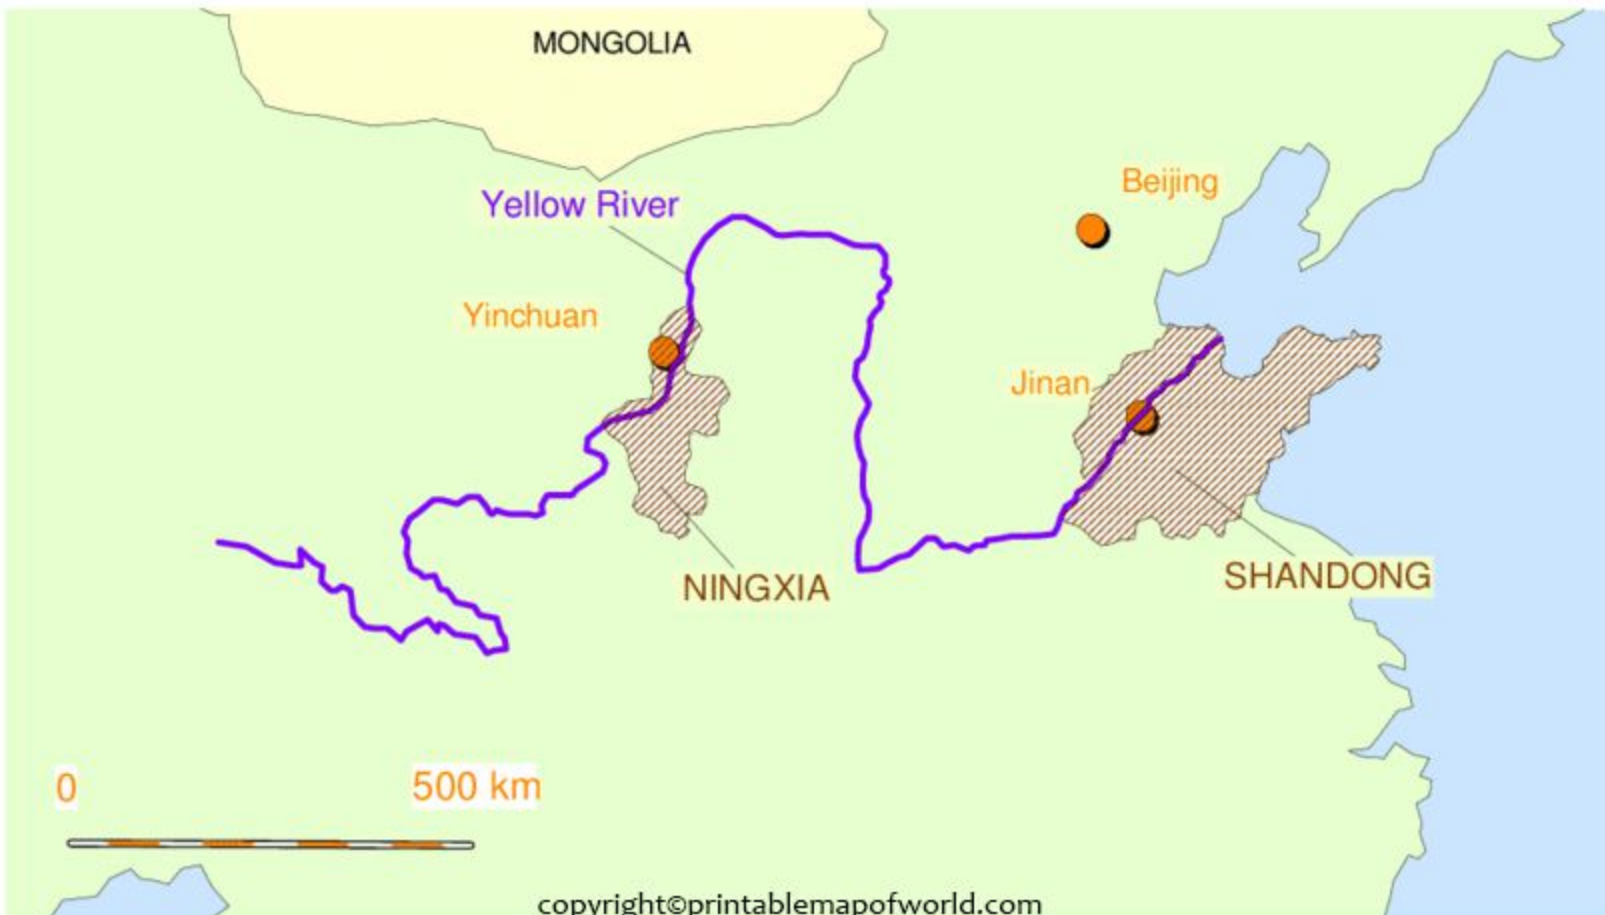 MONGOLIA
Beijing
Yellow River
Yinchuan
Jinan
NINGXIA
SHANDONG
0
500 km
copyright©printablemapofworld.com